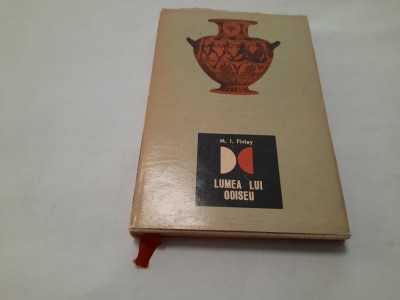 M. I. Finley
LUMEA LUI
ODISEU